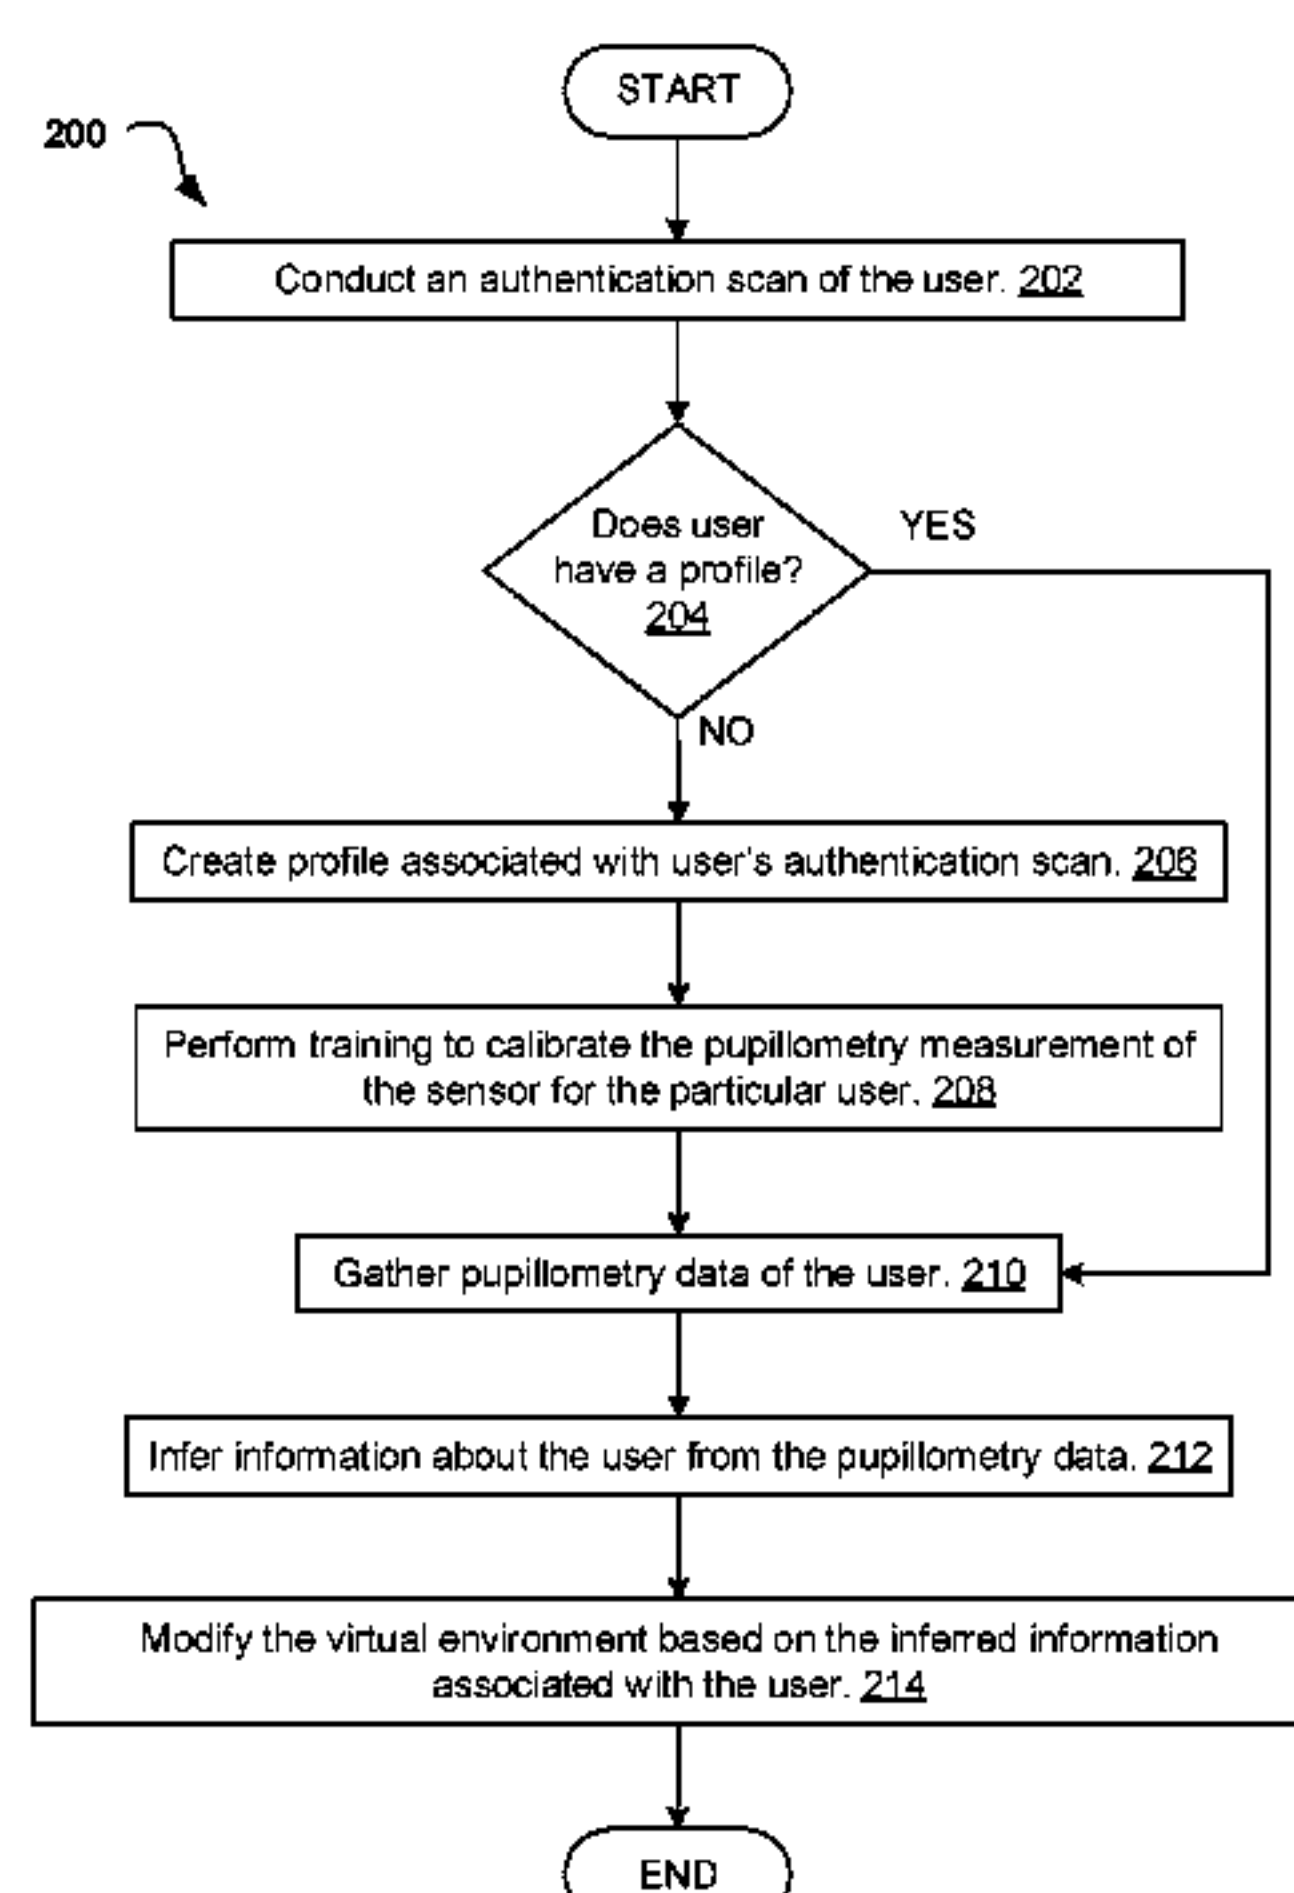 START
200
Conduct an authentication scan of the user. 202
Does user
have a profile?
204
YES
NO
Create profile associated with user's authentication scan. 206
Perform training to calibrate the pupillometry measurement of
the sensor for the particular user. 208
Gather pupillometry data of the user. 210
Infer information about the user from the pupillometry data. 212
Modify the virtual environment based on the inferred information
associated with the user. 214
END